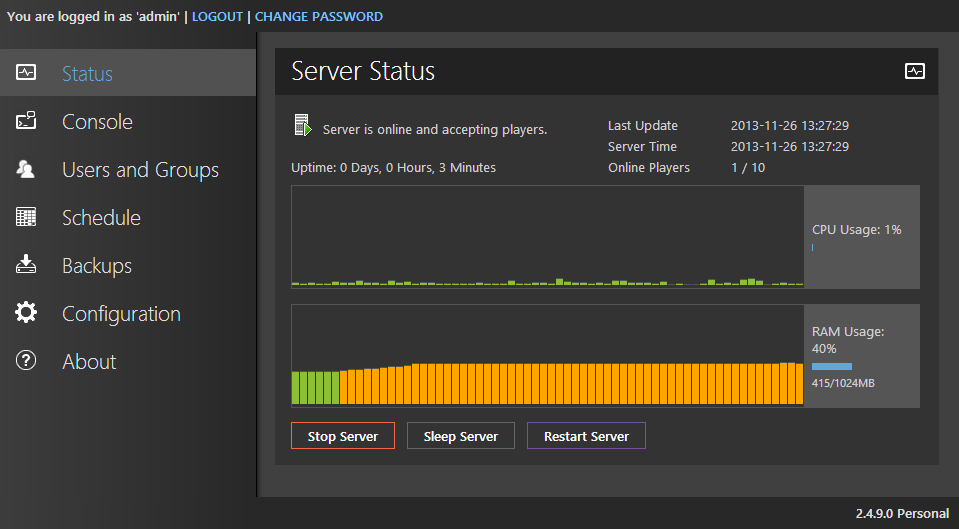 You are logged in as 'admin' | LOGOUT | CHANGE PASSWORD
Status
Console
Users and Groups
Schedule
Backups
Configuration
About
Server Status
Server is online and accepting players.
Uptime: 0 Days, 0 Hours, 3 Minutes
Last Update 2013-11-26 13:27:29
Server Time 2013-11-26 13:27:29
Online Players 1 / 10
CPU Usage: 1%
RAM Usage:
40%
415/1024MB
Stop Server Sleep Server Restart Server
2.4.9.0 Personal